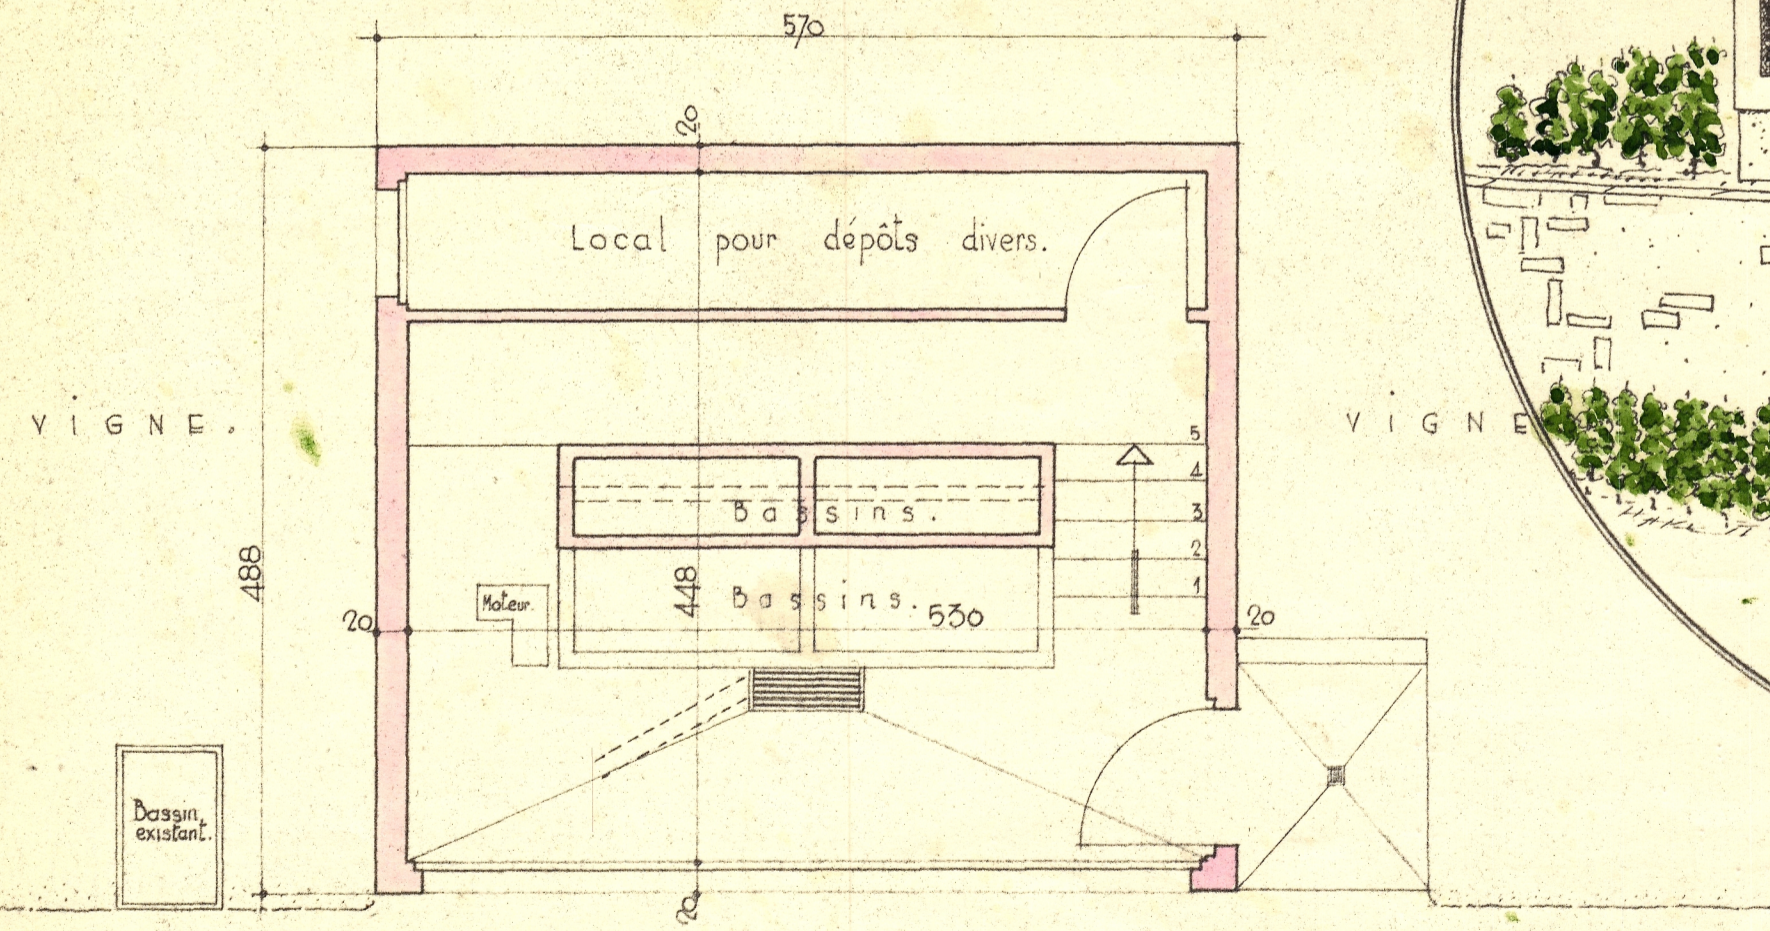 570
20
Local pour dépôts divers.
ViGNE.
ViGNE
5
4
3
2
1
Bassins.
Moteur.
Bassins.
448
530
488
20
20
Bassin
existant.
20